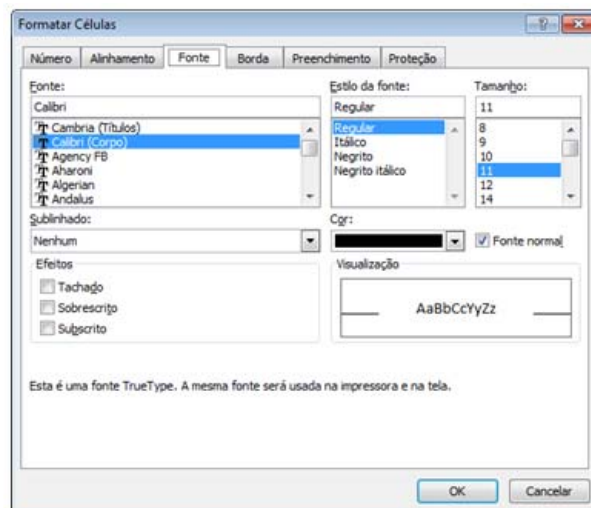 Formatar Células
Número Alinhamento Fonte Borda Preenchimento Proteção
Fonte: Estilo da fonte: Tamanho:
Calibri Regular 11
Cambria (Títulos) Regular 8
Calibri (Corpo) Itálico 9
Agency FB Negrito 10
Aharoni Negrito itálico 11
Algerian 12
Andalus 14
Sublinhado: Cor:
Nenhum Fonte normal
Efeitos Visualização
Tachado
Sobrescrito AaBbCcYyZz
Subscrito
Esta é uma fonte TrueType. A mesma fonte será usada na impressora e na tela.
OK Cancelar